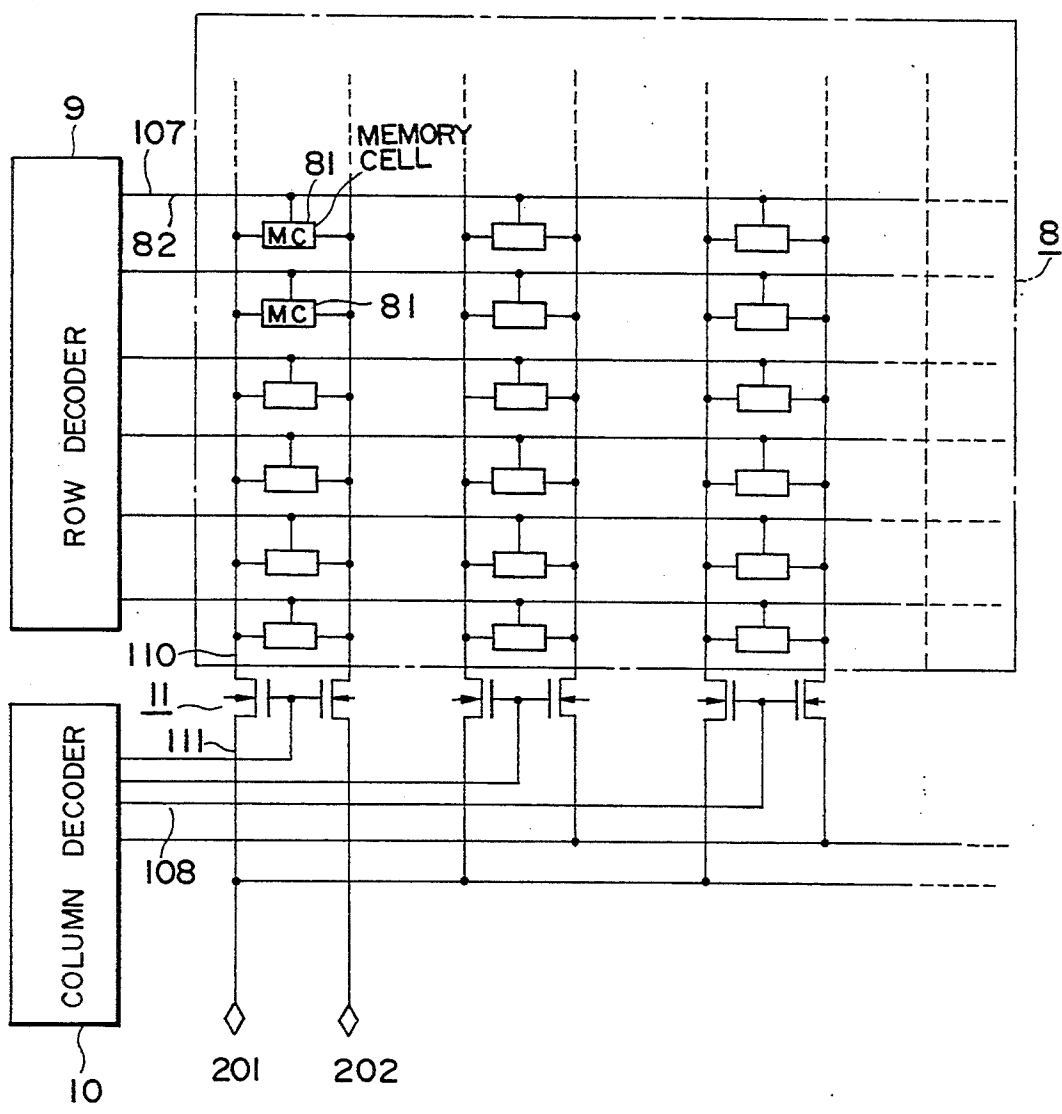 9
107
MEMORY
CELL
81
82
MC
MC
81
18
ROW DECODER
110
11
111
COLUMN DECODER
108
10
201
202